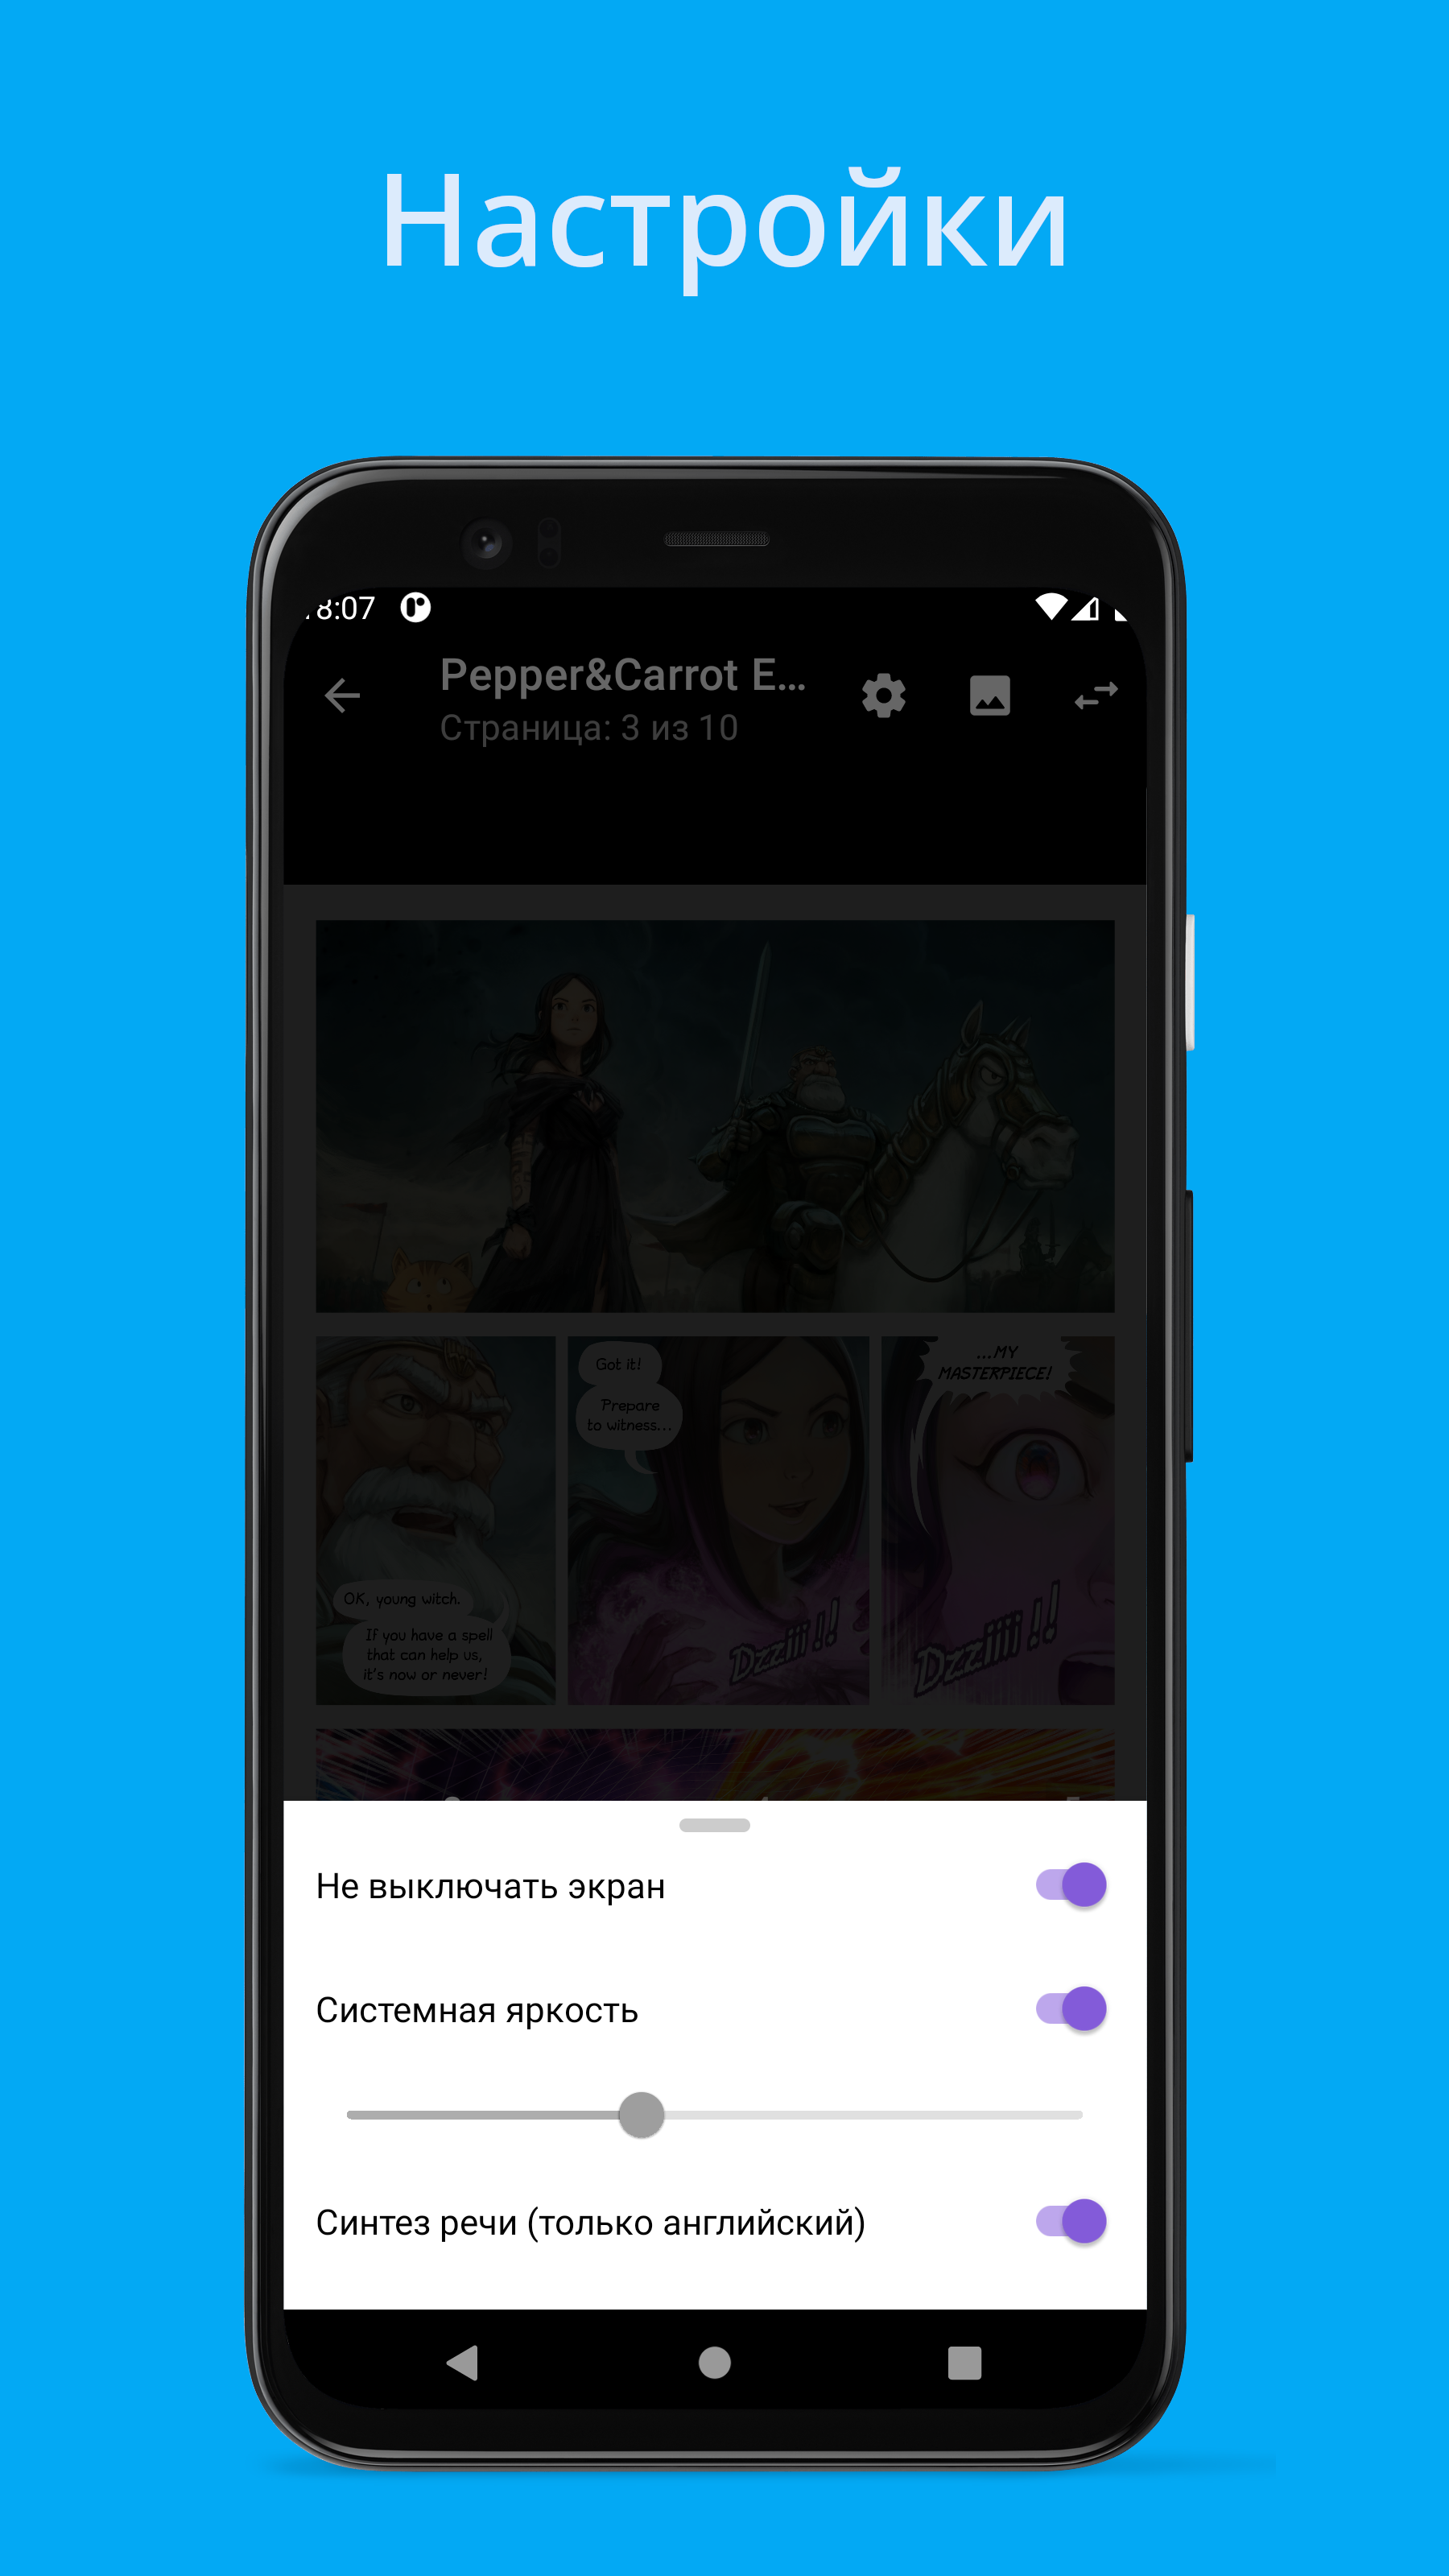 Настройки
18:07
Pepper&Carrot E...
Страница: 3 из 10
Got it!
Prepare
to witness...
...MY
MASTERPIECE!
OK, young witch.
If you have a spell
that can help us,
it's now or never!
Dzziii !!
Dzziiii !!
Не выключать экран
Системная яркость
Синтез речи (только английский)